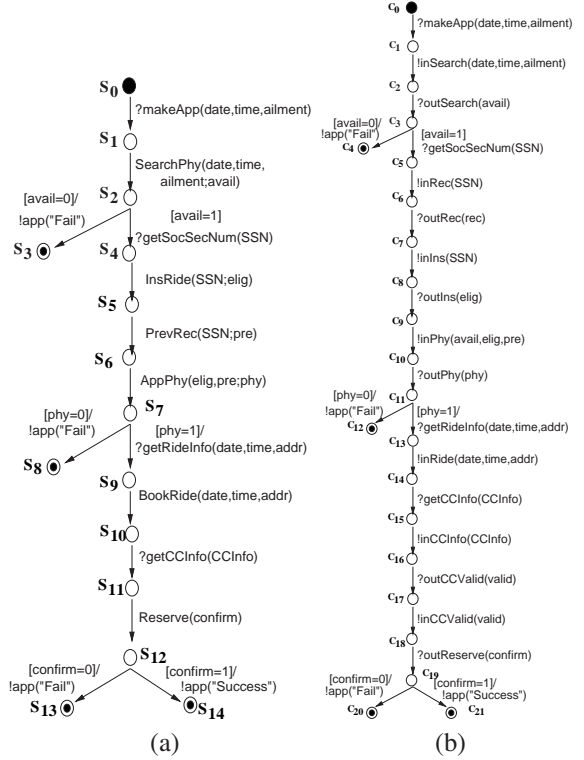 S0
?makeApp(date,time,ailment)
S1
SearchPhy(date,time,
ailment;avail)
S2
[avail=0]/
!app("Fail")
[avail=1]
?getSocSecNum(SSN)
S3
S4
InsRide(SSN;elig)
S5
PrevRec(SSN;pre)
S6
AppPhy(elig,pre;phy)
S7
[phy=0]/
!app("Fail")
[phy=1]/
?getRideInfo(date,time,addr)
S8
S9
BookRide(date,time,addr)
S10
?getCCInfo(CCInfo)
S11
Reserve(confirm)
S12
[confirm=0]/
!app("Fail")
[confirm=1]/
!app("Success")
S13
S14
(a)
c0
?makeApp(date,time,ailment)
c1
!inSearch(date,time,ailment)
c2
?outSearch(avail)
c3
[avail=0]/
!app("Fail")
[avail=1]
?getSocSecNum(SSN)
c4
c5
!inRec(SSN)
c6
?outRec(rec)
c7
!inIns(SSN)
c8
?outIns(elig)
c9
!inPhy(avail,elig,pre)
c10
?outPhy(phy)
c11
[phy=0]/
!app("Fail")
[phy=1]/
?getRideInfo(date,time,addr)
c12
c13
!inRide(date,time,addr)
c14
?getCCInfo(CCInfo)
c15
!inCCInfo(CCInfo)
c16
?outCCValid(valid)
c17
!inCCValid(valid)
c18
?outReserve(confirm)
c19
[confirm=0]/
!app("Fail")
[confirm=1]/
!app("Success")
c20
c21
(b)